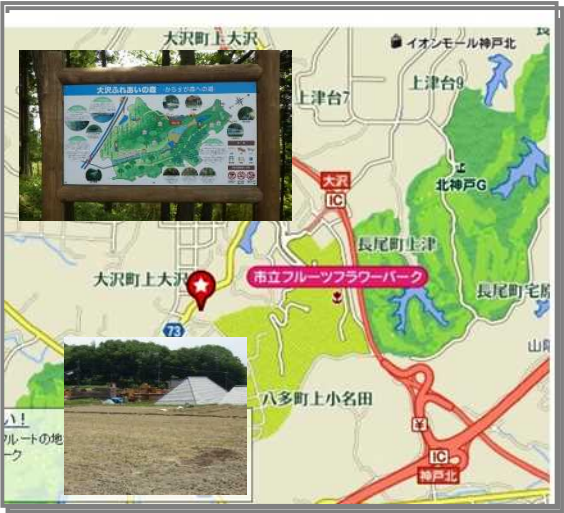 大沢町上大沢
イオンモール神戸北
上津台9
上津台7
大沢ふれあいの森
大沢
IC
北神戸G
長尾町上津
大沢町上大沢
市立フルーツフラワーパーク
長尾町宅原
73
山陽
八多町上小名田
い!
ルートの地
ーク
¥
IC
神戸北